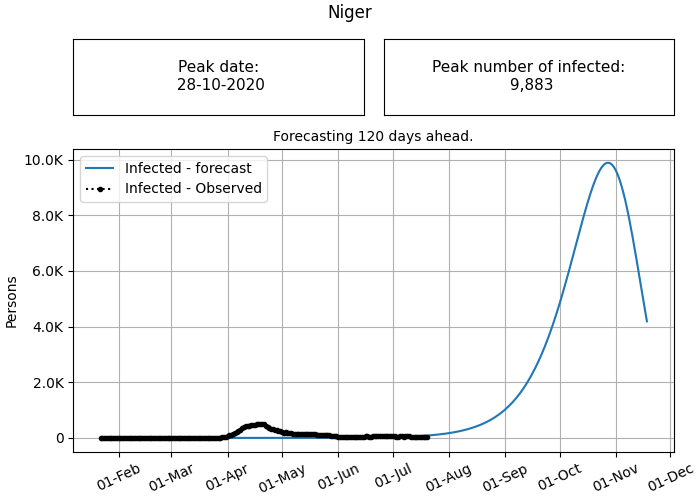 Niger
Peak date:
28-10-2020
Peak number of infected:
9,883
Forecasting 120 days ahead.
10.0K
8.0K
6.0K
4.0K
2.0K
0
Persons
Infected - forecast
Infected - Observed
01-Feb
01-Mar
01-Apr
01-May
01-Jun
01-Jul
01-Aug
01-Sep
01-Oct
01-Nov
01-Dec